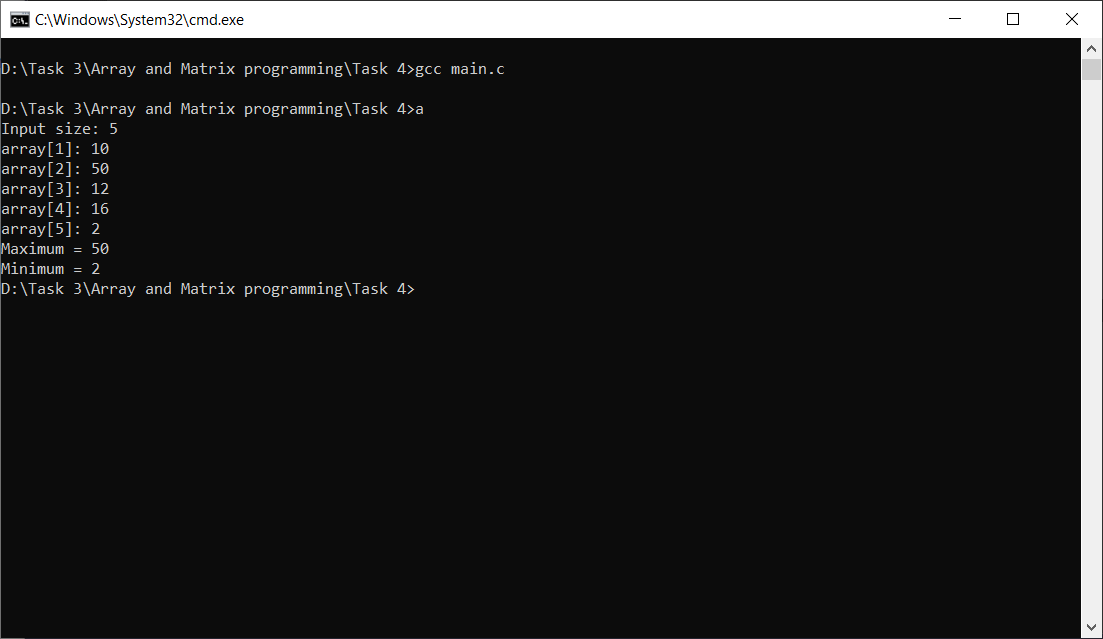 C:\Windows\System32\cmd.exe
D:\Task 3\Array and Matrix programming\Task 4>gcc main.c
D:\Task 3\Array and Matrix programming\Task 4>a
Input size: 5
array[1]: 10
array[2]: 50
array[3]: 12
array[4]: 16
array[5]: 2
Maximum = 50
Minimum = 2
D:\Task 3\Array and Matrix programming\Task 4>